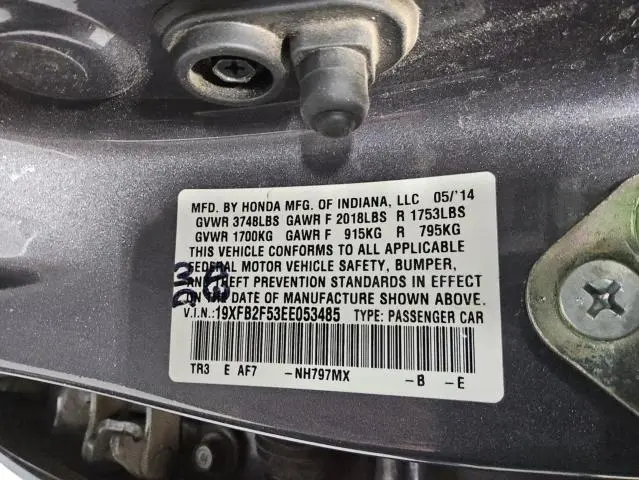 MFD. BY HONDA MFG. OF INDIANA, LLC 05/'14
GVWR 3748LBS GAWR F 2018LBS R 1753LBS
GVWR 1700KG GAWR F 915KG R 795KG
THIS VEHICLE CONFORMS TO ALL APPLICABLE
FEDERAL MOTOR VEHICLE SAFETY, BUMPER,
AND THEFT PREVENTION STANDARDS IN EFFECT
ON THE DATE OF MANUFACTURE SHOWN ABOVE.
V.I.N.:19XFB2F53EE053485 TYPE: PASSENGER CAR
TR3 E AF7 -NH797MX -B -E